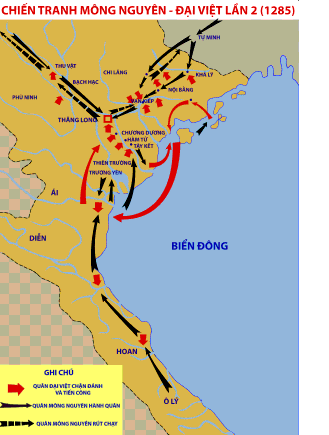 CHIẾN TRANH MÔNG NGUYÊN - ĐẠI VIỆT LẦN 2 (1285)
TƯ MINH
THU VẬT
CHI LĂNG
KHÂ LÝ
BẠCH HẠC
NỘI BÀNG
PHÚ NINH
VẠN KIẾP
THĂNG LONG
CHƯƠNG DƯƠNG
HÀM TỬ
TÂY KẾT
THIÊN TRƯỜNG
TRƯỜNG YÊN
ÁI
DIỄN
BIỂN ĐÔNG
HOAN
Ô LÝ
GHI CHÚ
QUÂN ĐẠI VIỆT CHẶN ĐÁNH
VÀ TIẾN CÔNG
QUÂN MÔNG NGUYÊN HÀNH QUÂN
QUÂN MÔNG NGUYÊN RÚT CHẠY